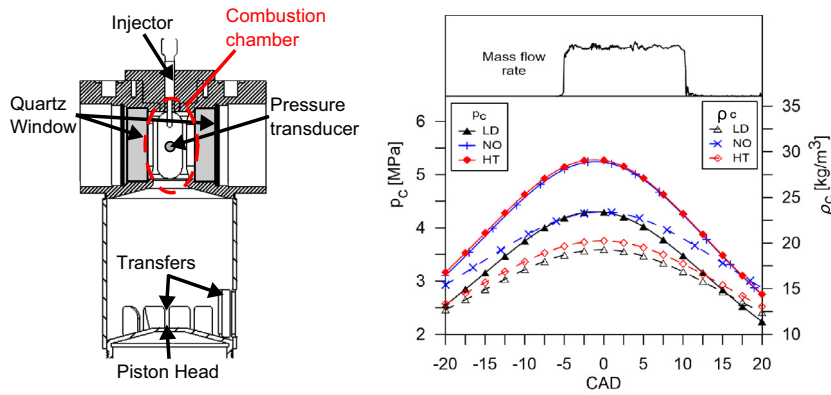 Injector
Combustion
chamber
Quartz
Window
Pressure
transducer
Transfers
Piston Head
Mass flow
rate
pc
LD
NO
HT
ρc
LD
NO
HT
pc [MPa]
6
5
4
3
2
ρc [kg/m³]
35
30
25
20
15
10
-20 -15 -10 -5 0 5 10 15 20
CAD